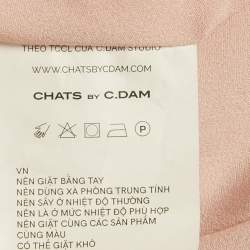 THEO TCCL CỦA C.DAM STUDIO
WWW.CHATSBYCDAM.COM
CHATS BY C.DAM
P
VN
NÊN GIẶT BẰNG TAY
NÊN DÙNG XÀ PHÒNG TRUNG TÍNH
NÊN SẤY Ở NHIỆT ĐỘ THƯỜNG
NÊN LÀ Ở MỨC NHIỆT ĐỘ PHÙ HỢP
NÊN GIẶT CÙNG CÁC SẢN PHẨM
CÙNG MÀU
CÓ THỂ GIẶT KHÔ